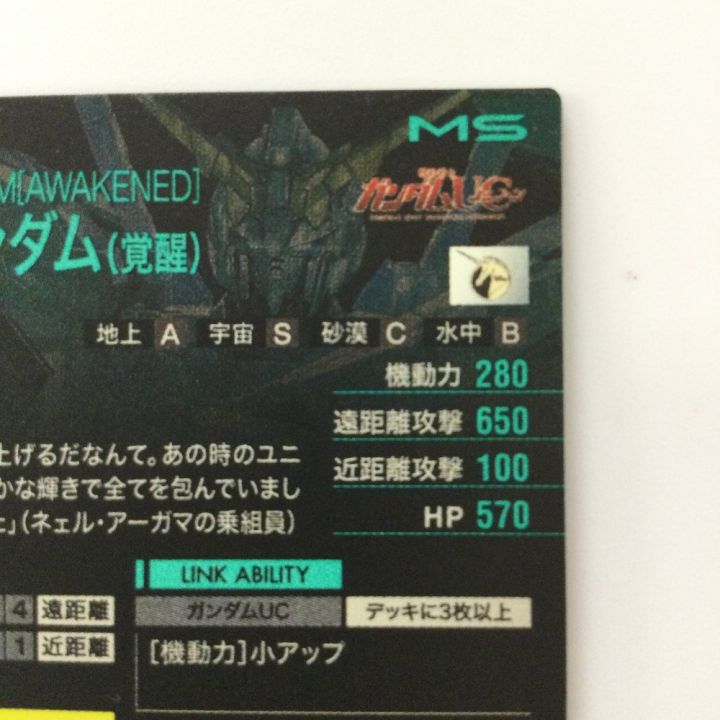 MS
M[AWAKENED]
ガンダムUC
ンダム(覚醒)
地上 A 宇宙 S 砂漠 C 水中 B
機動力 280
遠距離攻撃 650
近距離攻撃 100
HP 570
上げるだなんて。あの時のユニ
かな輝きで全てを包んでいまし
」(ネェル・アーガマの乗組員)
LINK ABILITY
4 遠距離
ガンダムUC デッキに3枚以上
1 近距離
[機動力]小アップ